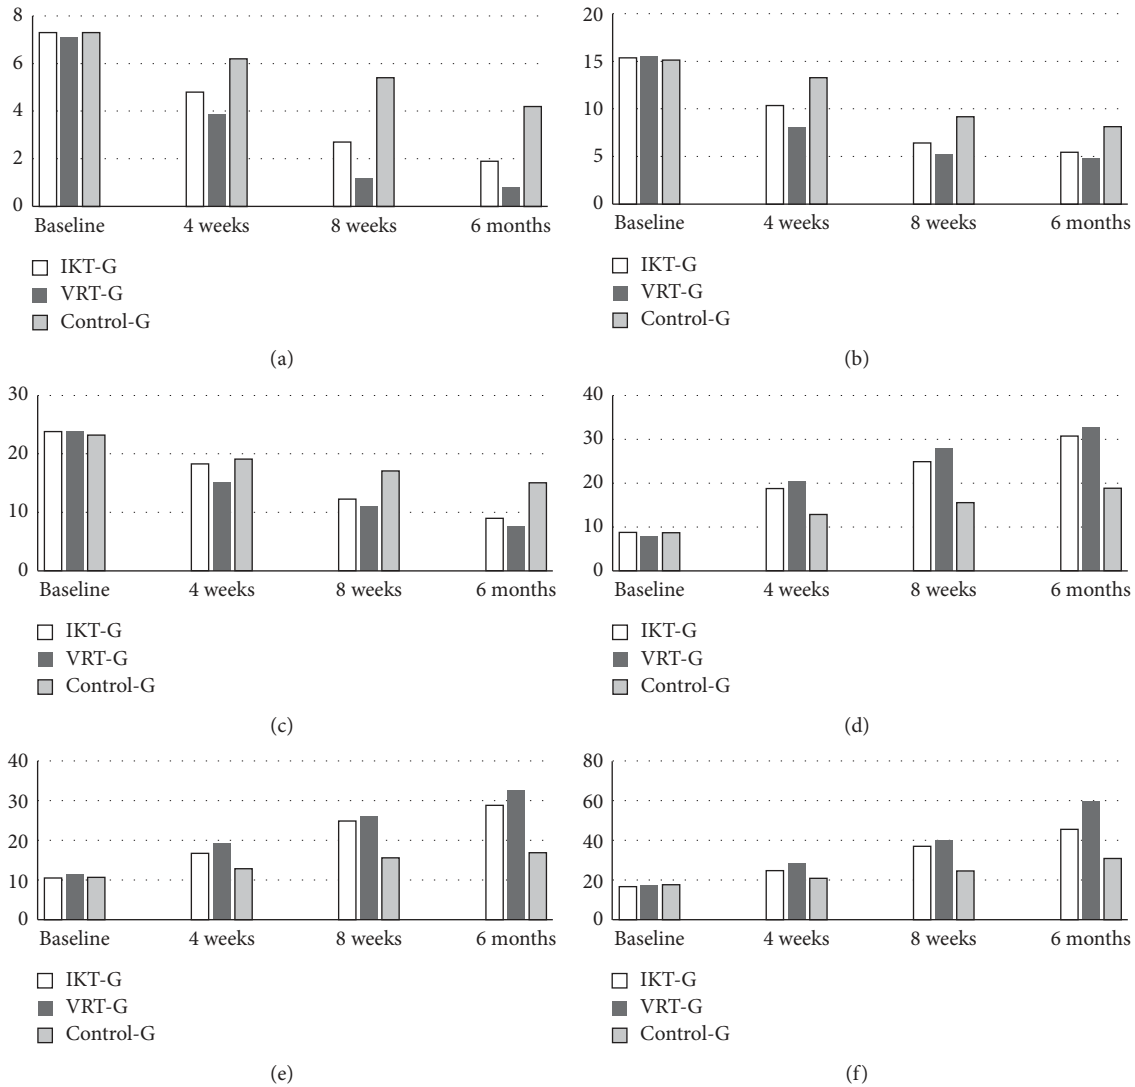 8
6
4
2
0
Baseline 4 weeks 8 weeks 6 months
IKT-G
VRT-G
Control-G
(a)
20
15
10
5
0
Baseline 4 weeks 8 weeks 6 months
IKT-G
VRT-G
Control-G
(b)
30
20
10
0
Baseline 4 weeks 8 weeks 6 months
IKT-G
VRT-G
Control-G
(c)
40
30
20
10
0
Baseline 4 weeks 8 weeks 6 months
IKT-G
VRT-G
Control-G
(d)
40
30
20
10
0
Baseline 4 weeks 8 weeks 6 months
IKT-G
VRT-G
Control-G
(e)
80
60
40
20
0
Baseline 4 weeks 8 weeks 6 months
IKT-G
VRT-G
Control-G
(f)